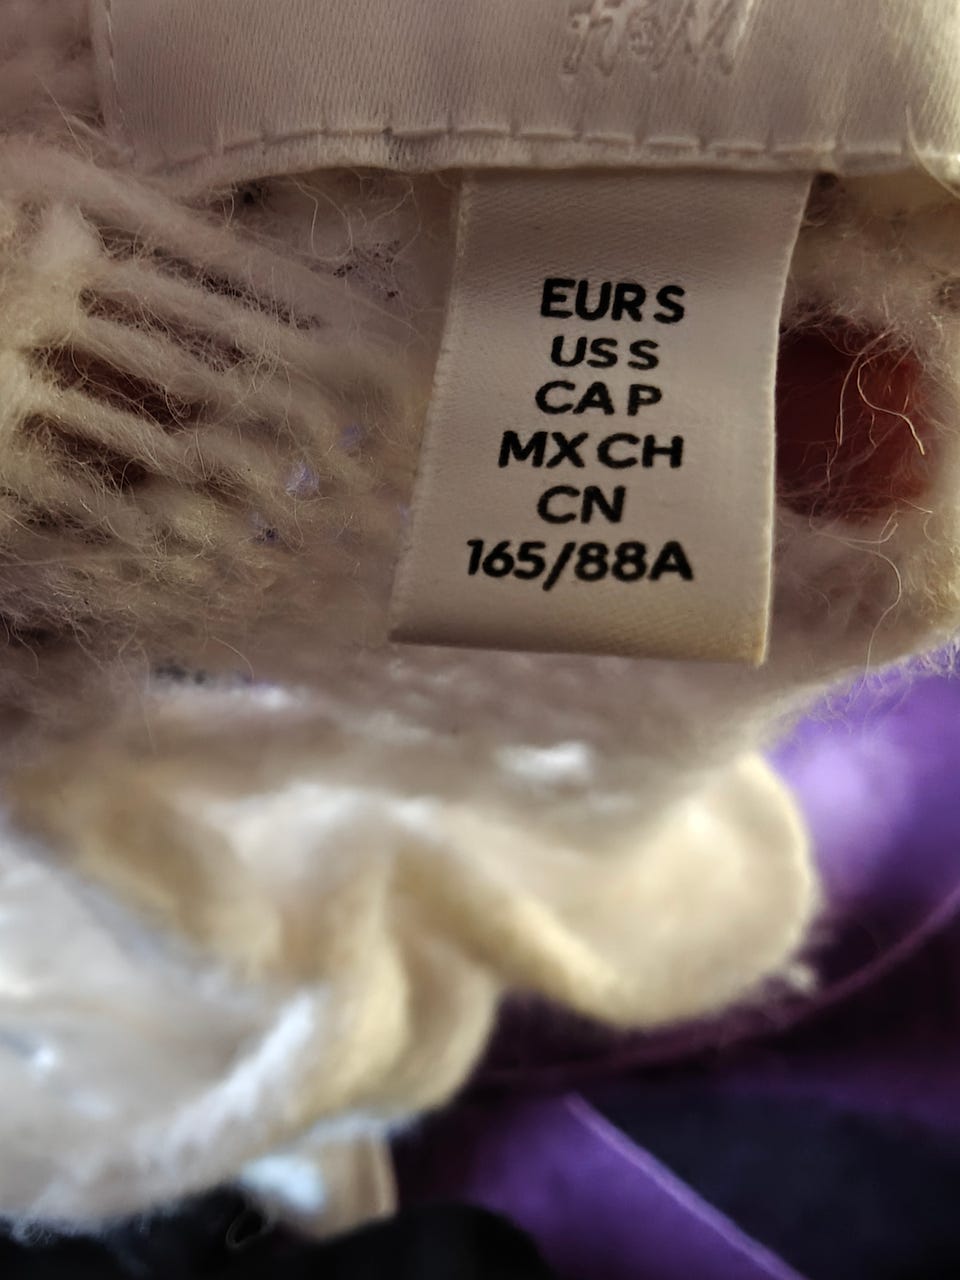 H&M
EUR S
US S
CA P
MX CH
CN
165/88A